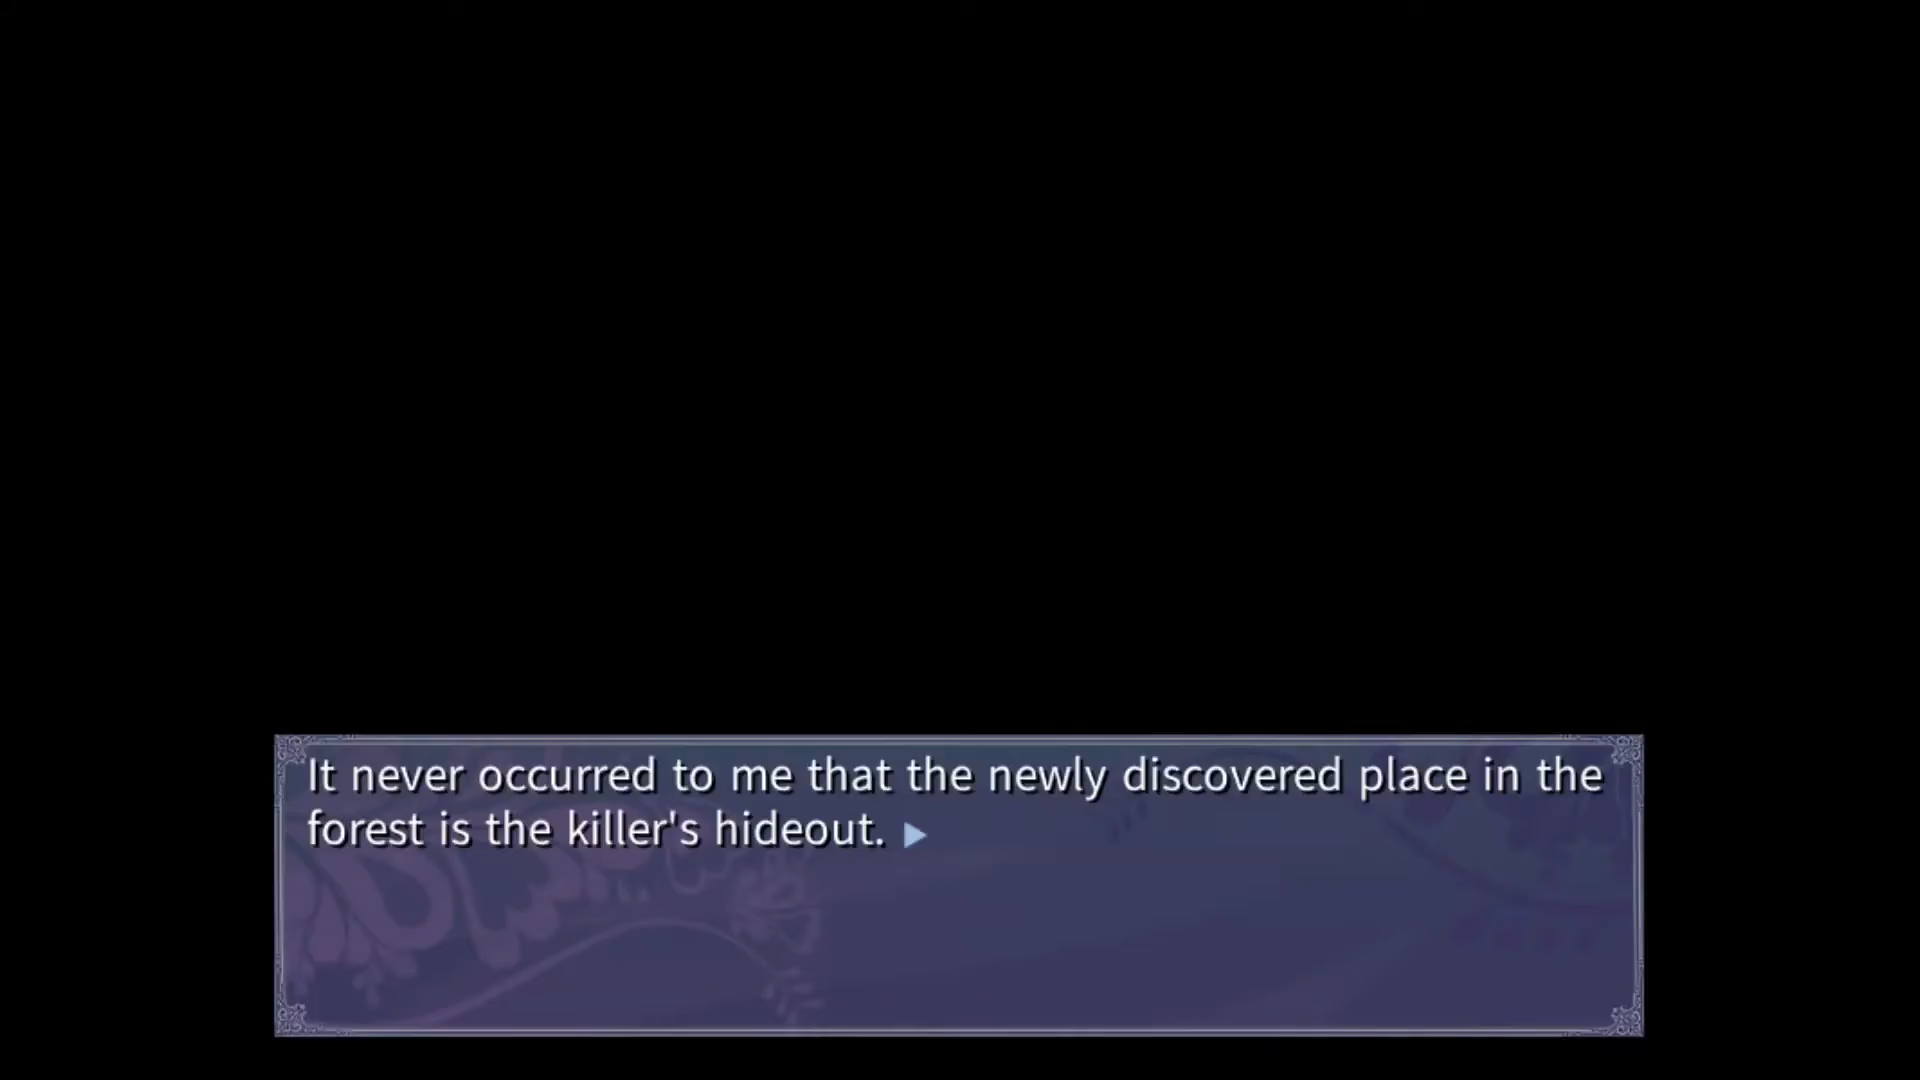 It never occurred to me that the newly discovered place in the
forest is the killer's hideout.